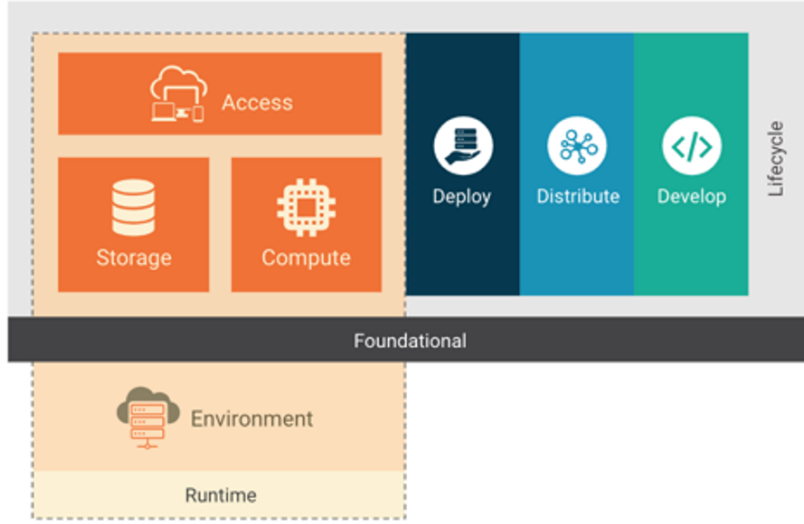 Access
Storage
Compute
Deploy
Distribute
Develop
Lifecycle
Foundational
Environment
Runtime